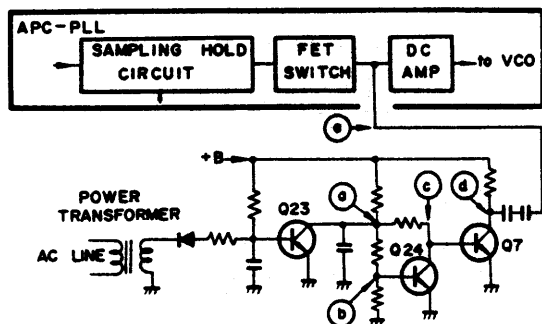 APC-PLL
SAMPLING HOLD
CIRCUIT
FET
SWITCH
DC
AMP
to VCO
e
+B
POWER
TRANSFORMER
AC LINE
Q23
a
c
d
Q24
Q7
b